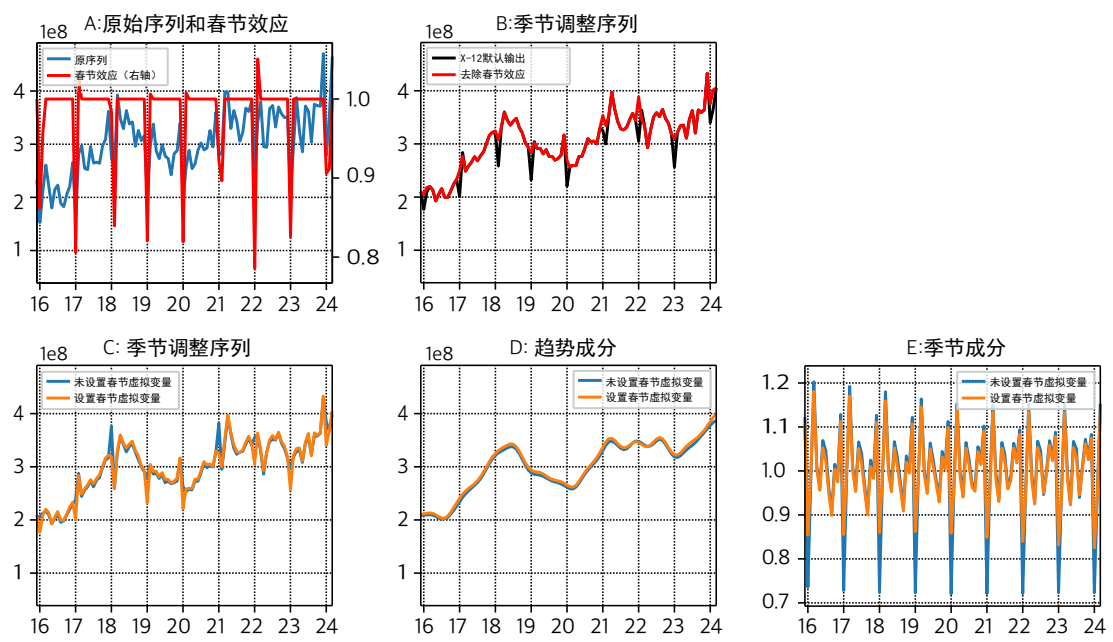 A:原始序列和春节效应
1e8
原序列
春节效应（右轴）
4
3
2
1
1.0
0.9
0.8
16 17 18 19 20 21 22 23 24
B:季节调整序列
1e8
X-12默认输出
去除春节效应
4
3
2
1
16 17 18 19 20 21 22 23 24
C: 季节调整序列
1e8
未设置春节虚拟变量
设置春节虚拟变量
4
3
2
1
16 17 18 19 20 21 22 23 24
D: 趋势成分
1e8
未设置春节虚拟变量
设置春节虚拟变量
4
3
2
1
16 17 18 19 20 21 22 23 24
E:季节成分
未设置春节虚拟变量
设置春节虚拟变量
1.2
1.1
1.0
0.9
0.8
0.7
16 17 18 19 20 21 22 23 24